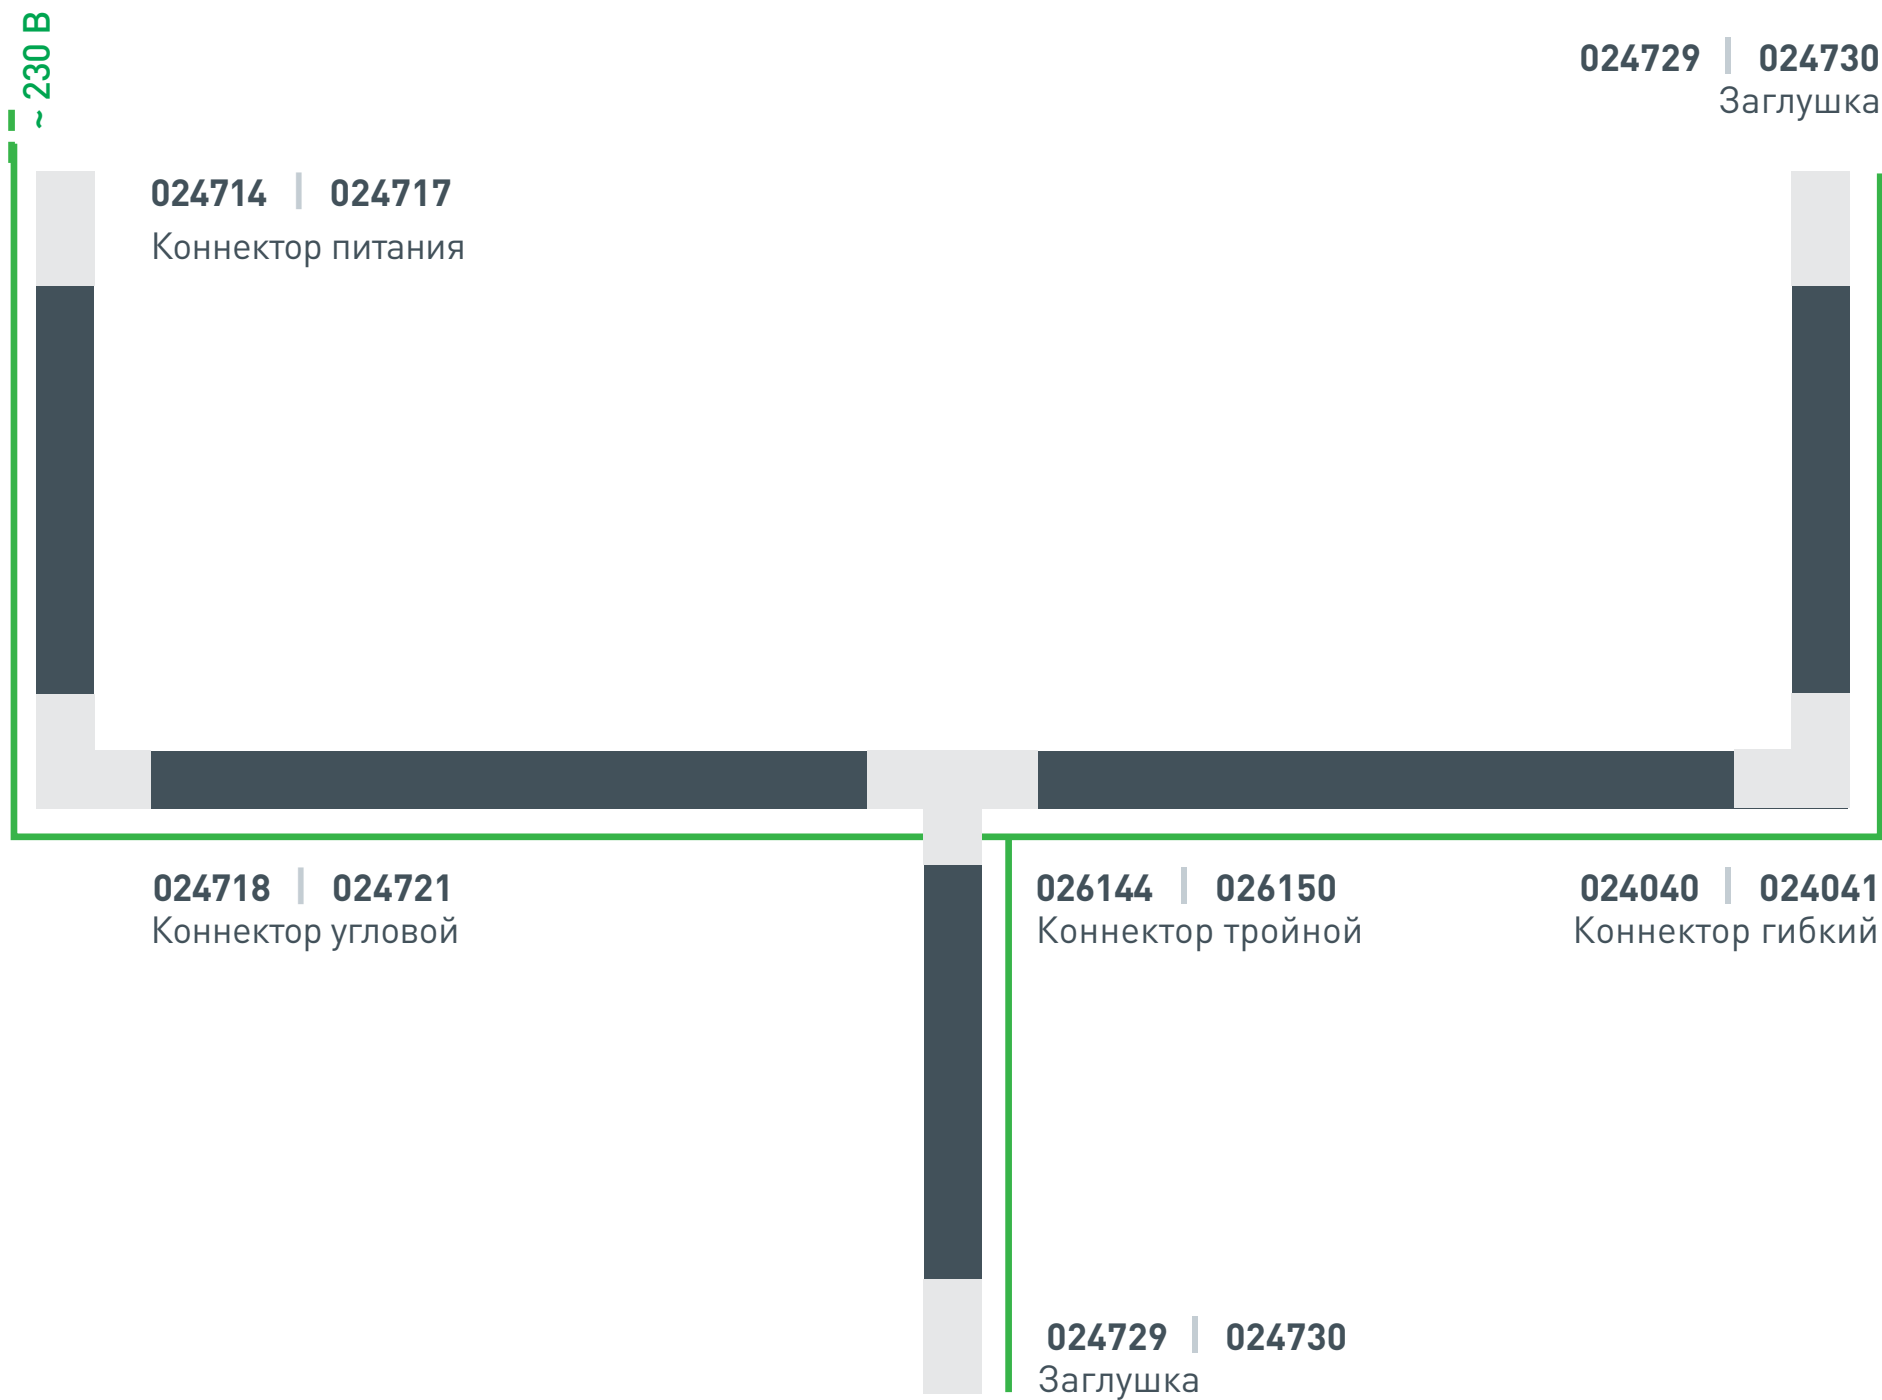 ~ 230 В
024729 | 024730
Заглушка
024714 | 024717
Коннектор питания
024718 | 024721
Коннектор угловой
026144 | 026150
Коннектор тройной
024040 | 024041
Коннектор гибкий
024729 | 024730
Заглушка